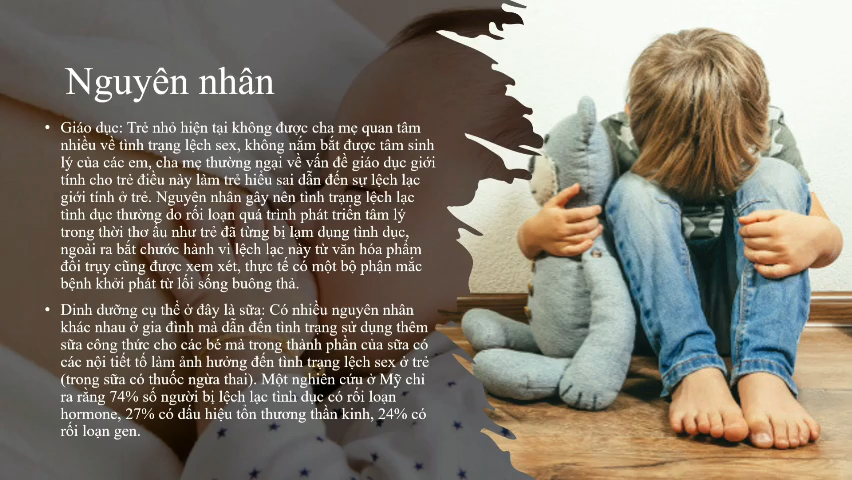 Nguyên nhân
• Giáo dục: Trẻ nhỏ hiện tại không được cha mẹ quan tâm
nhiều về tình trạng lệch sex, không nắm bắt được tâm sinh
lý của các em, cha mẹ thường ngại về vấn đề giáo dục giới
tính cho trẻ điều này làm trẻ hiểu sai dẫn đến sự lệch lạc
giới tính ở trẻ. Nguyên nhân gây nên tình trạng lệch lạc
tình dục thường do rối loạn quá trình phát triển tâm lý
trong thời thơ ấu như trẻ đã từng bị lạm dụng tình dục,
ngoài ra bắt chước hành vi lệch lạc này từ văn hóa phẩm
đồi trụy cũng được xem xét, thực tế có một bộ phận mắc
bệnh khởi phát từ lối sống buông thả.
• Dinh dưỡng cụ thể ở đây là sữa: Có nhiều nguyên nhân
khác nhau ở gia đình mà dẫn đến tình trạng sử dụng thêm
sữa công thức cho các bé mà trong thành phần của sữa có
các nội tiết tố làm ảnh hưởng đến tình trạng lệch sex ở trẻ
(trong sữa có thuốc ngừa thai). Một nghiên cứu ở Mỹ chỉ
ra rằng 74% số người bị lệch lạc tình dục có rối loạn
hormone, 27% có dấu hiệu tổn thương thần kinh, 24% có
rối loạn gen.